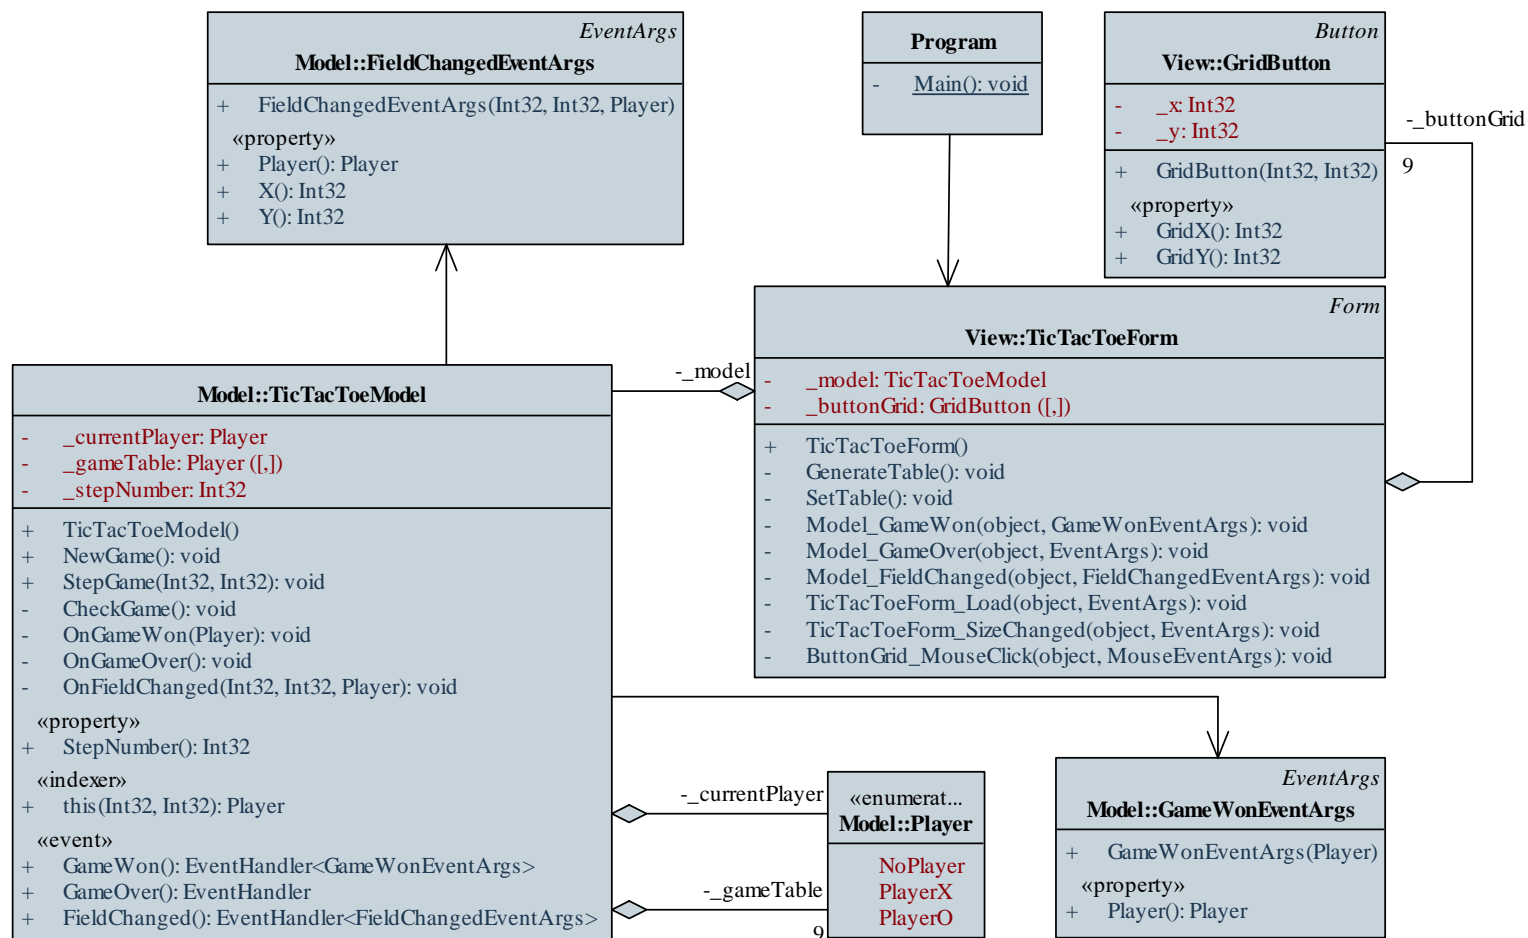 EventArgs
Model::FieldChangedEventArgs
+ FieldChangedEventArgs(Int32, Int32, Player)
«property»
+ Player(): Player
+ X(): Int32
+ Y(): Int32
Program
- Main(): void
Button
View::GridButton
- _x: Int32
- _y: Int32
+ GridButton(Int32, Int32)
«property»
+ GridX(): Int32
+ GridY(): Int32
-_buttonGrid
9
Form
View::TicTacToeForm
- _model: TicTacToeModel
- _buttonGrid: GridButton ([,])
+ TicTacToeForm()
- GenerateTable(): void
- SetTable(): void
- Model_GameWon(object, GameWonEventArgs): void
- Model_GameOver(object, EventArgs): void
- Model_FieldChanged(object, FieldChangedEventArgs): void
- TicTacToeForm_Load(object, EventArgs): void
- TicTacToeForm_SizeChanged(object, EventArgs): void
- ButtonGrid_MouseClick(object, MouseEventArgs): void
-_model
Model::TicTacToeModel
- _currentPlayer: Player
- _gameTable: Player ([,])
- _stepNumber: Int32
+ TicTacToeModel()
+ NewGame(): void
+ StepGame(Int32, Int32): void
- CheckGame(): void
- OnGameWon(Player): void
- OnGameOver(): void
- OnFieldChanged(Int32, Int32, Player): void
«property»
+ StepNumber(): Int32
«indexer»
+ this(Int32, Int32): Player
«event»
+ GameWon(): EventHandler<GameWonEventArgs>
+ GameOver(): EventHandler
+ FieldChanged(): EventHandler<FieldChangedEventArgs>
-_currentPlayer
-_gameTable
9
«enumerat...
Model::Player
NoPlayer
PlayerX
PlayerO
EventArgs
Model::GameWonEventArgs
+ GameWonEventArgs(Player)
«property»
+ Player(): Player